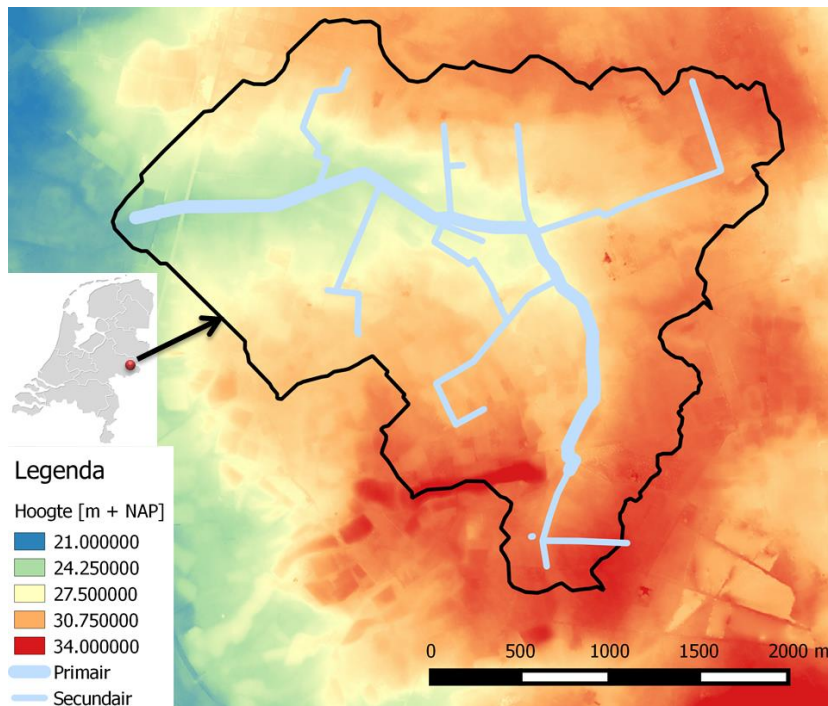 Legenda
Hoogte [m + NAP]
21.000000
24.250000
27.500000
30.750000
34.000000
Primair
Secundair
0 500 1000 1500 2000 m